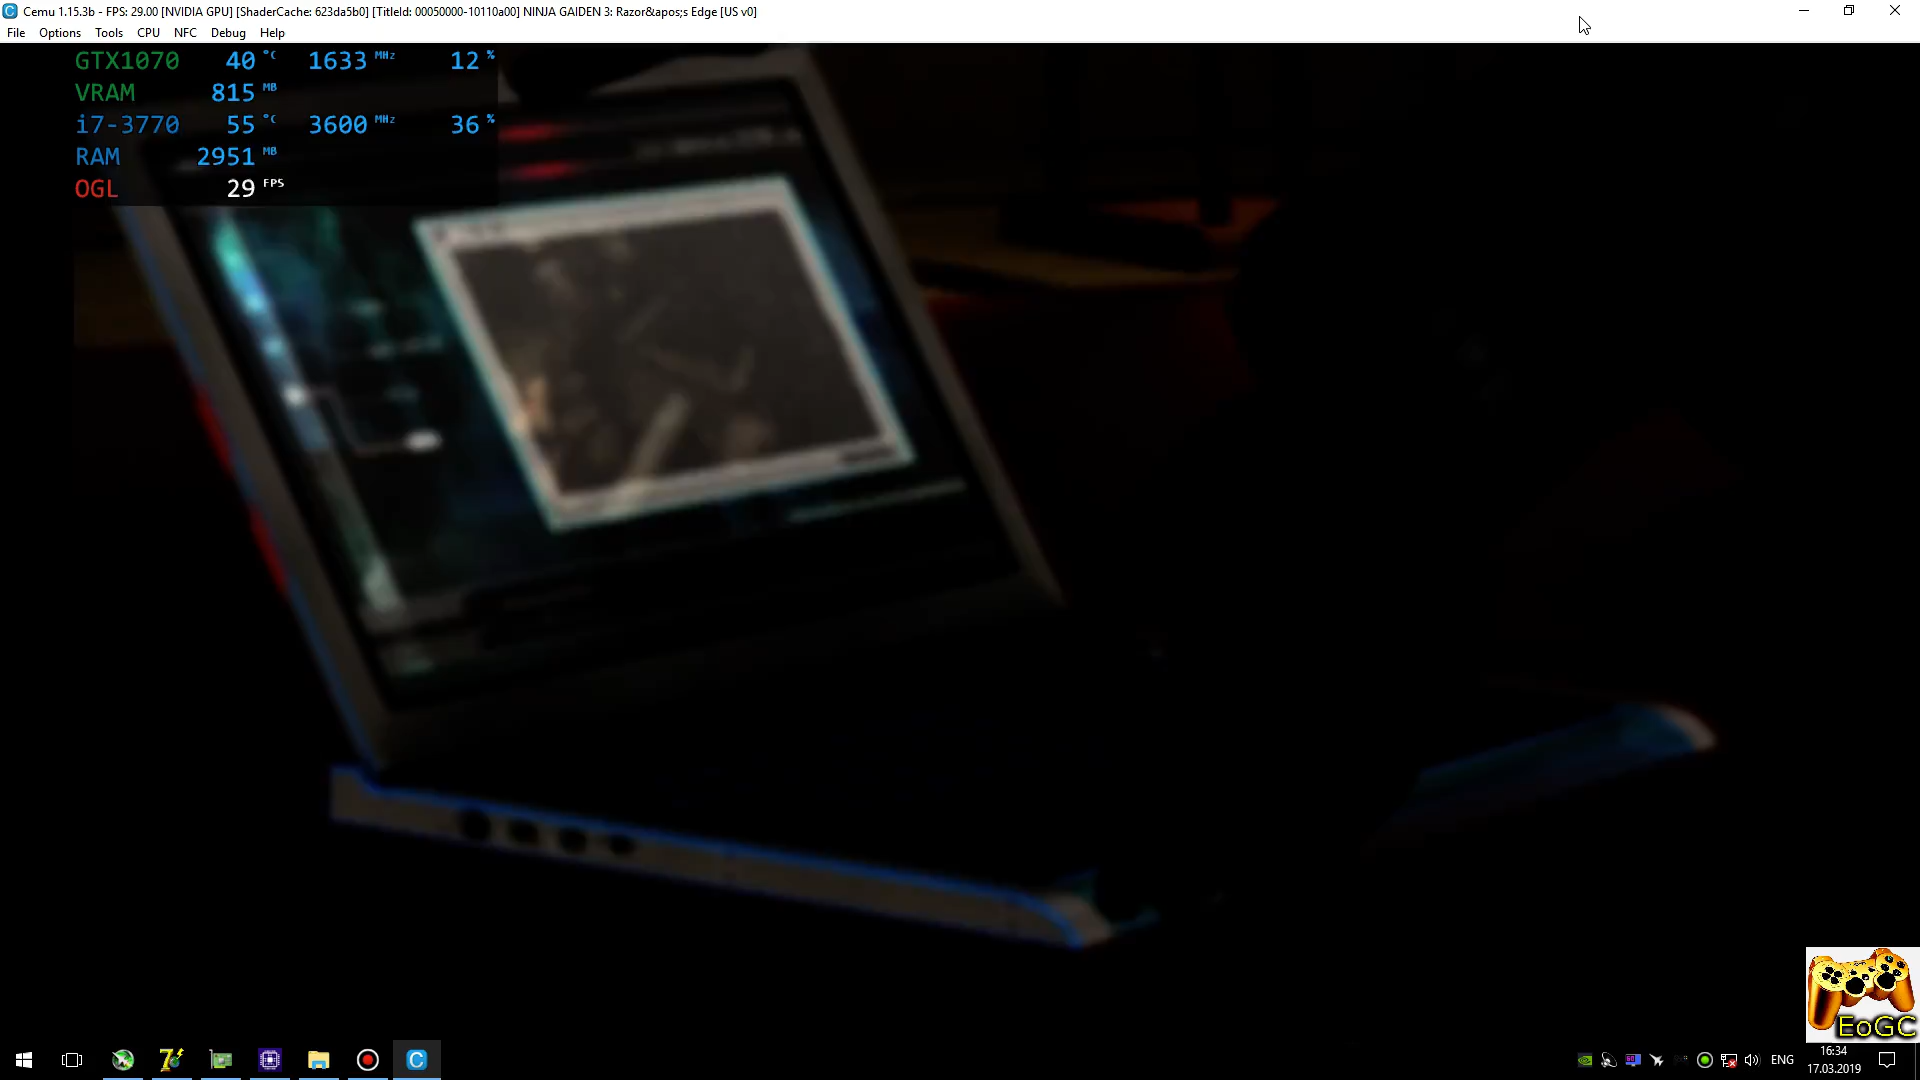 Cemu 1.15.3b - FPS: 29.00 [NVIDIA GPU] [ShaderCache: 623da5b0] [TitleId: 00050000-10110a00] NINJA GAIDEN 3: Razor&apos;s Edge [US v0]
File Options Tools CPU NFC Debug Help
GTX1070 40 °C 1633 MHz 12 %
VRAM 815 MB
i7-3770 55 °C 3600 MHz 36 %
RAM 2951 MB
OGL 29 FPS
EoGC
ENG
16:34
17.03.2019